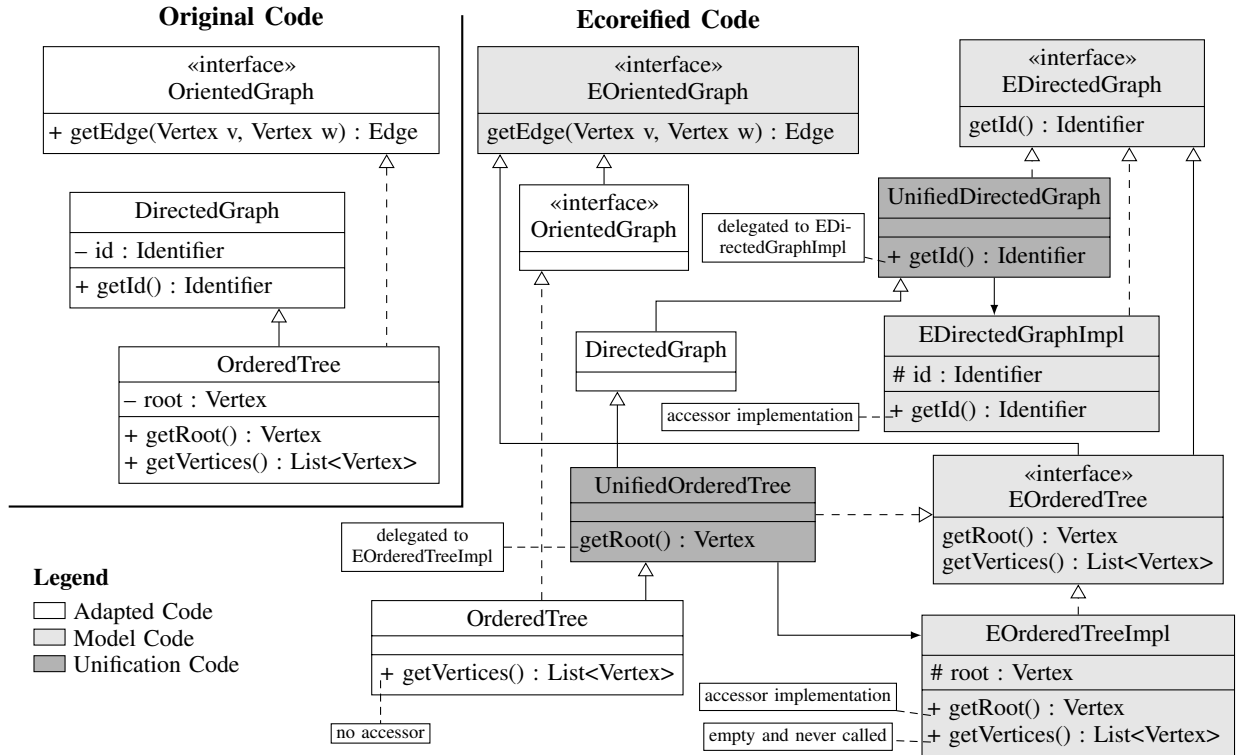 Original Code
«interface»
OrientedGraph
+ getEdge(Vertex v, Vertex w) : Edge
DirectedGraph
– id : Identifier
+ getId() : Identifier
OrderedTree
– root : Vertex
+ getRoot() : Vertex
+ getVertices() : List<Vertex>
Legend
Adapted Code
Model Code
Unification Code
Ecoreified Code
«interface»
EOrientedGraph
getEdge(Vertex v, Vertex w) : Edge
«interface»
EDirectedGraph
getId() : Identifier
«interface»
OrientedGraph
UnifiedDirectedGraph
+ getId() : Identifier
delegated to EDi-
rectedGraphImpl
DirectedGraph
EDirectedGraphImpl
# id : Identifier
+ getId() : Identifier
accessor implementation
UnifiedOrderedTree
getRoot() : Vertex
delegated to
EOrderedTreeImpl
«interface»
EOrderedTree
getRoot() : Vertex
getVertices() : List<Vertex>
OrderedTree
+ getVertices() : List<Vertex>
no accessor
EOrderedTreeImpl
# root : Vertex
+ getRoot() : Vertex
+ getVertices() : List<Vertex>
accessor implementation
empty and never called